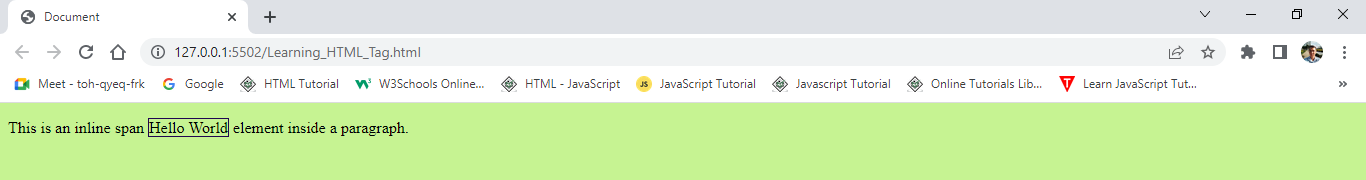 Document
127.0.0.1:5502/Learning_HTML_Tag.html
Meet - toh-qyeq-frk Google HTML Tutorial W3Schools Online... HTML - JavaScript JS JavaScript Tutorial Javascript Tutorial Online Tutorials Lib... T Learn JavaScript Tut... »
This is an inline span Hello World element inside a paragraph.